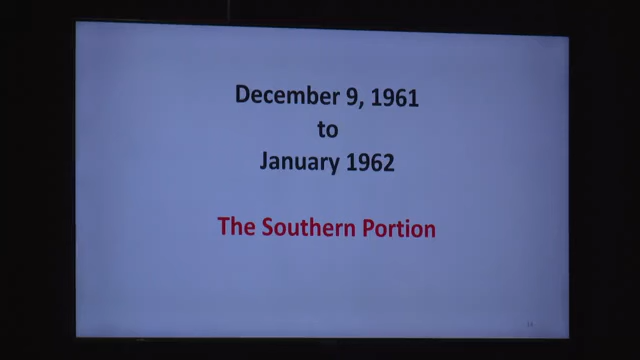 December 9, 1961
to
January 1962
The Southern Portion